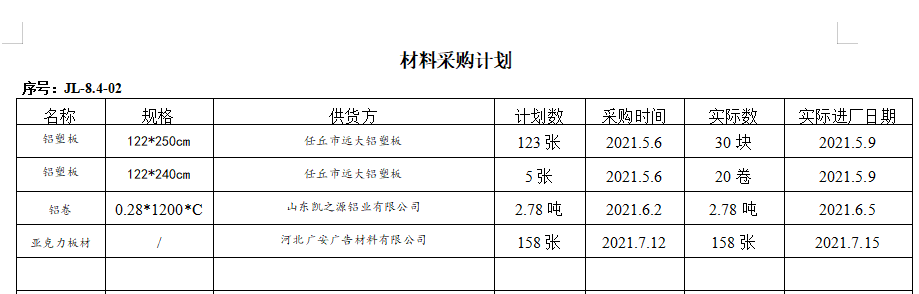 材料采购计划
序号：JL-8.4-02
名称 规格 供货方 计划数 采购时间 实际数 实际进厂日期
铝塑板 122*250cm 任丘市远大铝塑板 123 张 2021.5.6 30 块 2021.5.9
铝塑板 122*240cm 任丘市远大铝塑板 5 张 2021.5.6 20 卷 2021.5.9
铝卷 0.28*1200*C 山东凯之源铝业有限公司 2.78 吨 2021.6.2 2.78 吨 2021.6.5
亚克力板材 / 河北广安广告材料有限公司 158 张 2021.7.12 158 张 2021.7.15